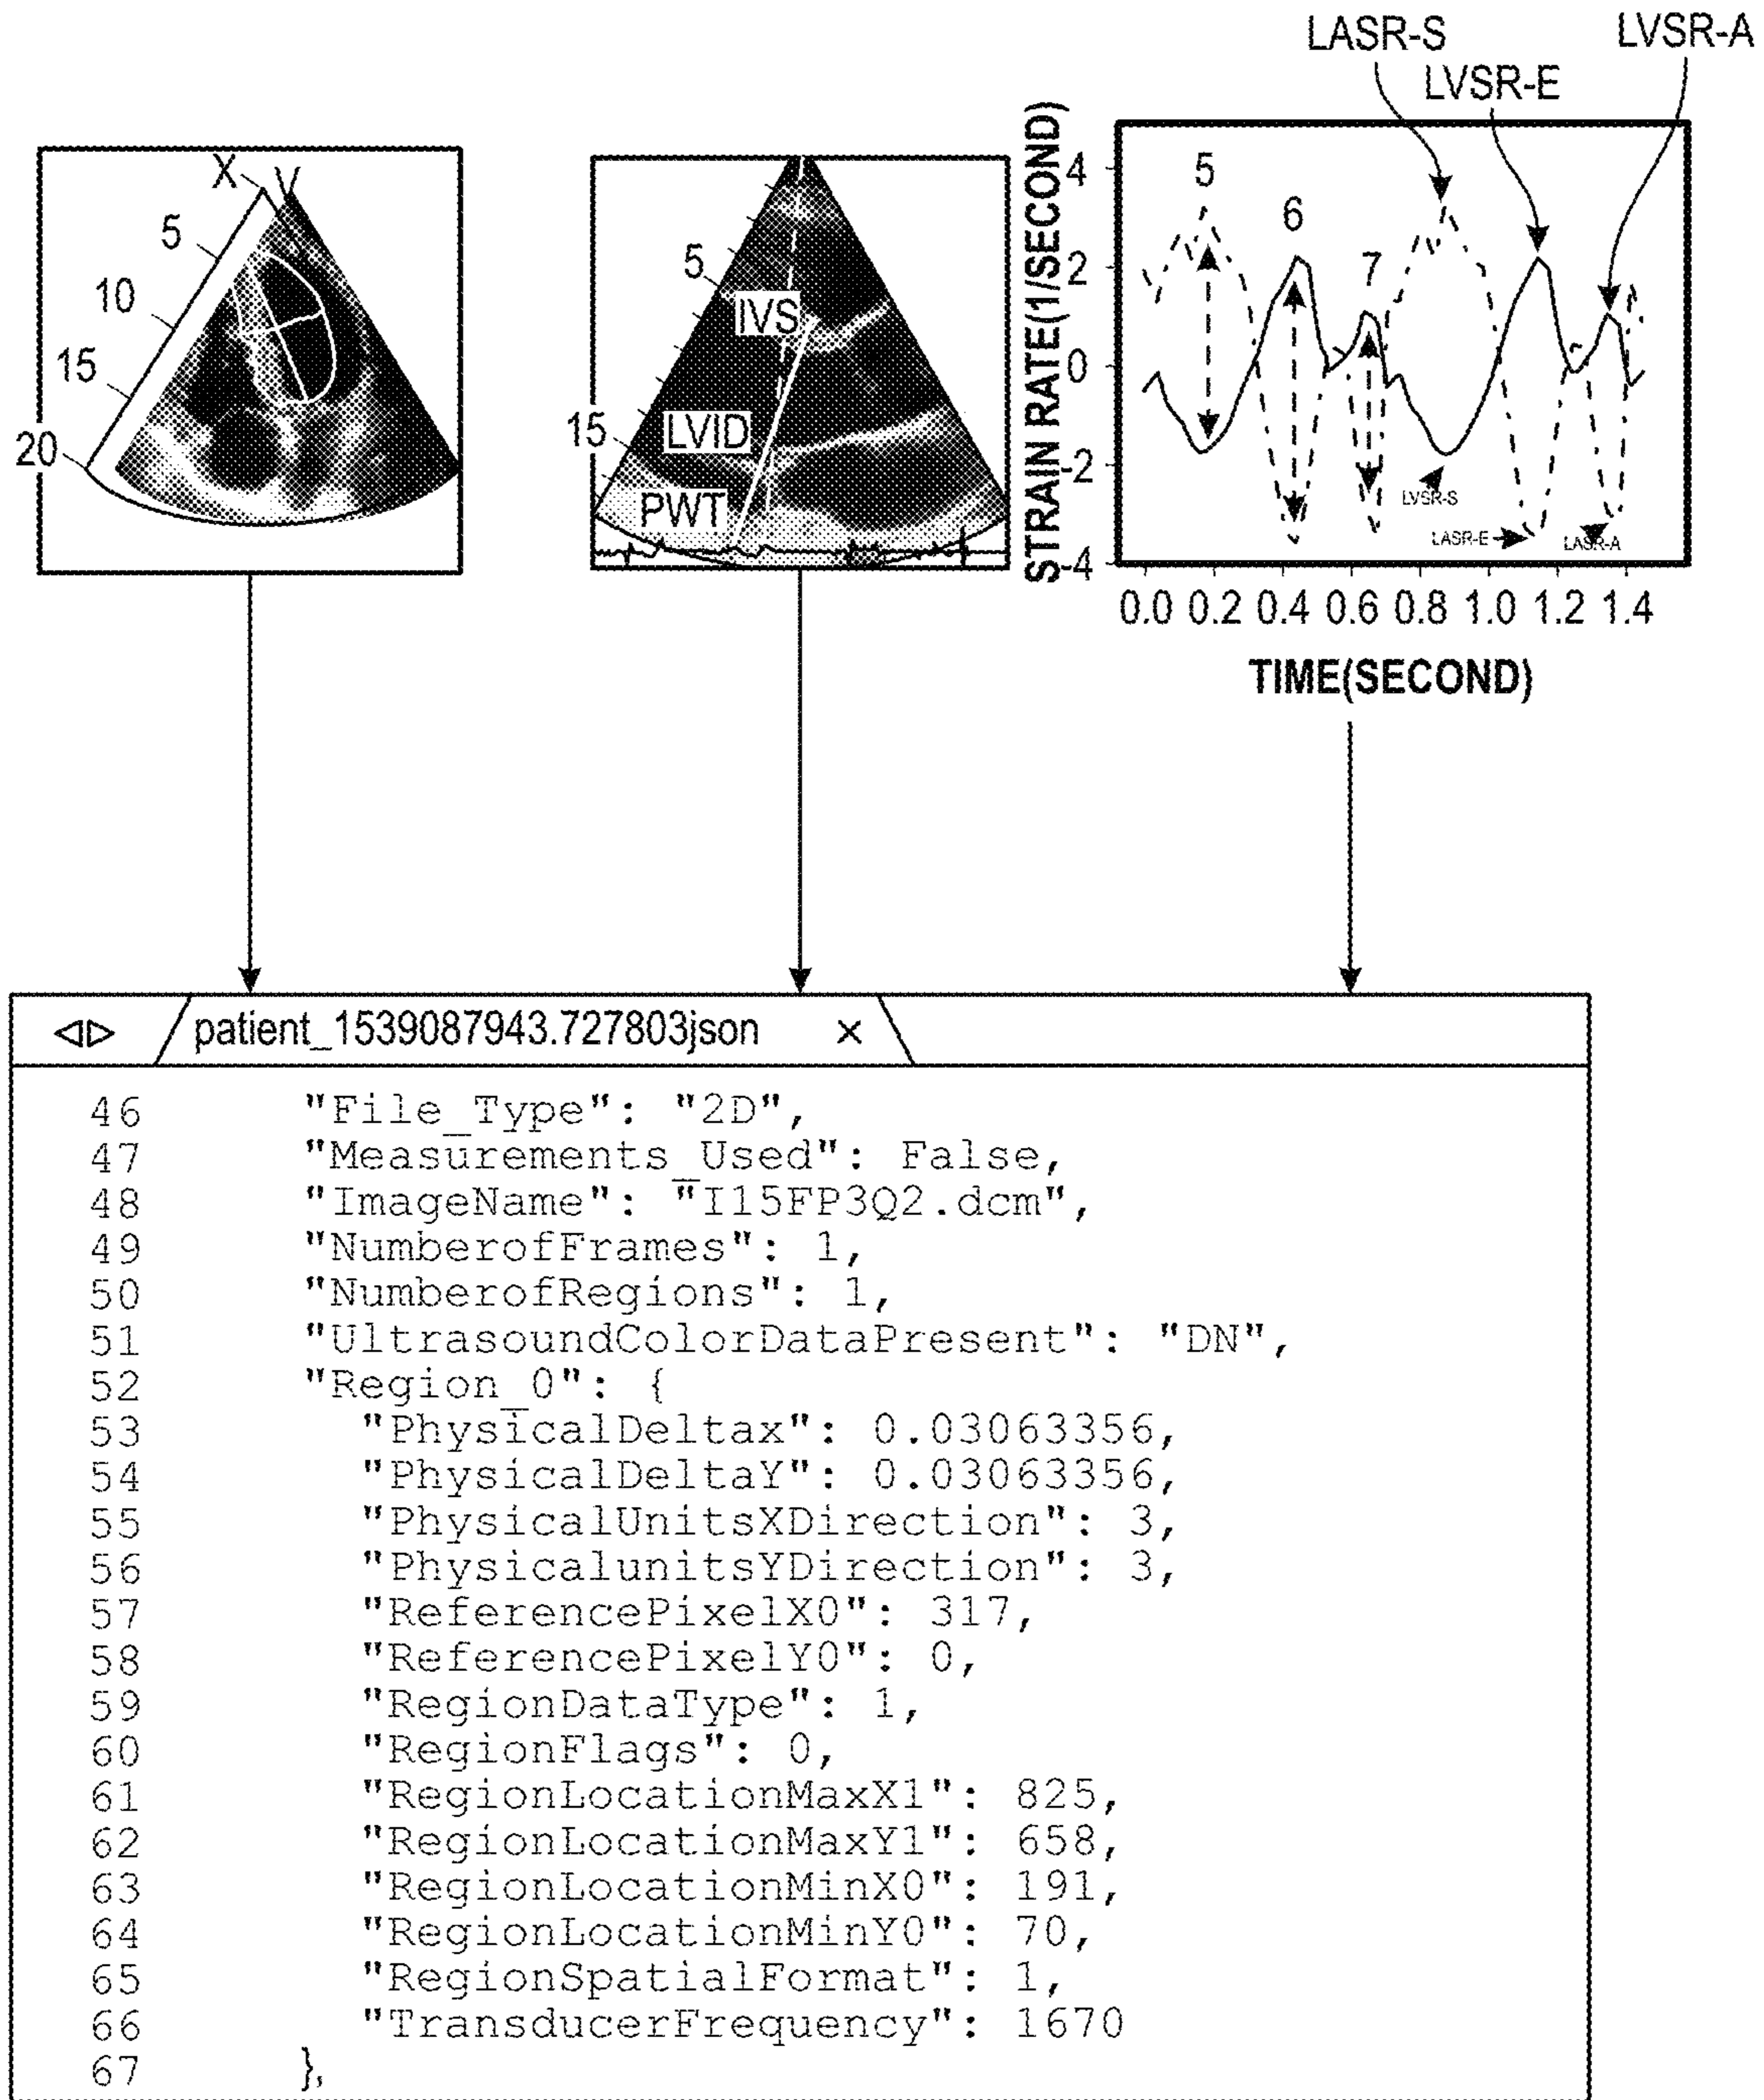 LASR-S
LVSR-A
LVSR-E
X V
5
10
15
20
5
IVS
15
LVID
PWT
STRAIN RATE(1/SECOND)
4
2
0
-2
-4
5
6
7
LVSR-S
LASR-E
LASR-A
0.0 0.2 0.4 0.6 0.8 1.0 1.2 1.4
TIME(SECOND)
patient_1539087943.727803json ×
46 "File_Type": "2D",
47 "Measurements_Used": False,
48 "ImageName": "I15FP3Q2.dcm",
49 "NumberofFrames": 1,
50 "NumberofRegions": 1,
51 "UltrasoundColorDataPresent": "DN",
52 "Region_0": {
53 "PhysicalDeltax": 0.03063356,
54 "PhysicalDeltaY": 0.03063356,
55 "PhysicalUnitsXDirection": 3,
56 "PhysicalunitsYDirection": 3,
57 "ReferencePixelX0": 317,
58 "ReferencePixelY0": 0,
59 "RegionDataType": 1,
60 "RegionFlags": 0,
61 "RegionLocationMaxX1": 825,
62 "RegionLocationMaxY1": 658,
63 "RegionLocationMinX0": 191,
64 "RegionLocationMinY0": 70,
65 "RegionSpatialFormat": 1,
66 "TransducerFrequency": 1670
67 },